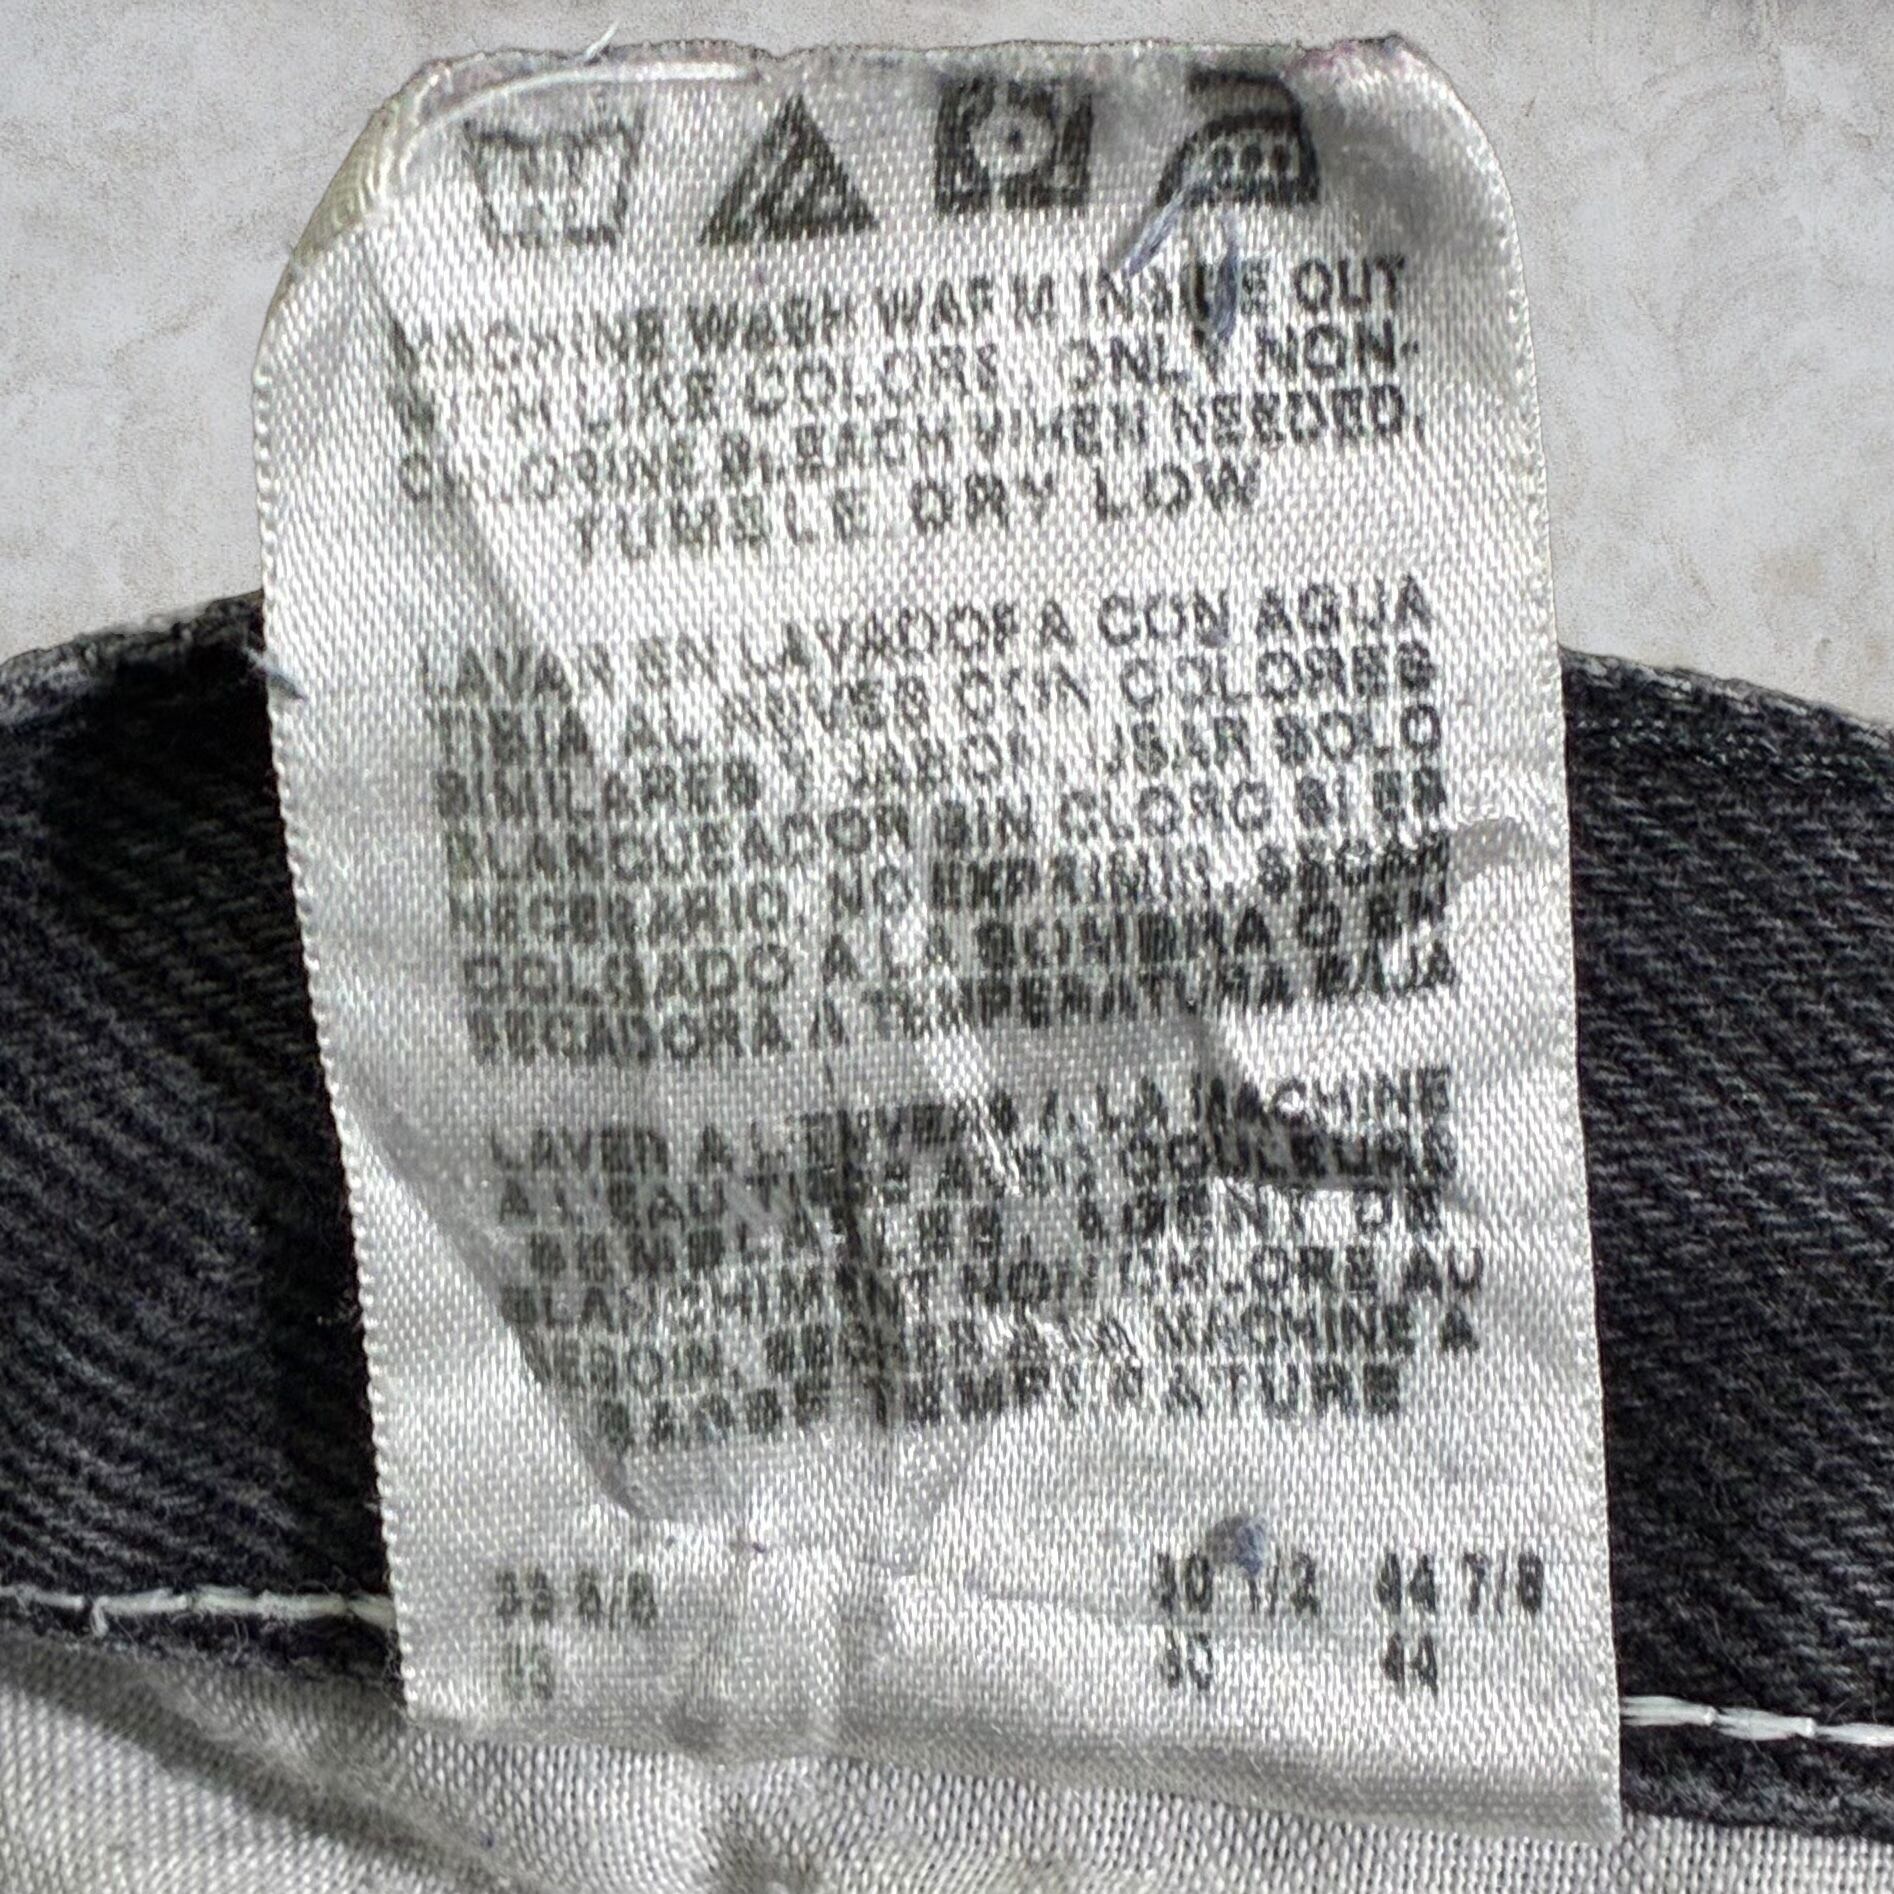 MACHINE WASH WARM INSIDE OUT
WITH LIKE COLORS. ONLY NON-
CHLORINE BLEACH WHEN NEEDED.
TUMBLE DRY LOW
LAVAR EN LAVADORA CON AGUA
TIBIA AL REVES CON COLORES
SIMILARES Y JABON. USAR SOLO
BLANQUEADOR SIN CLORO SI ES
NECESARIO. NO EXPRIMIR. SECAR
COLGADO A LA SOMBRA O EN
SECADORA A TEMPERATURA BAJA
LAVER A L'ENVERS A LA MACHINE
A L'EAU TIEDE AVEC COULEURS
SEMBLABLES. AGENT DE
BLANCHIMENT NON CHLORE AU
BESOIN. SECHER A LA MACHINE A
BASSE TEMPERATURE
30 1/2 44 7/8
30 44